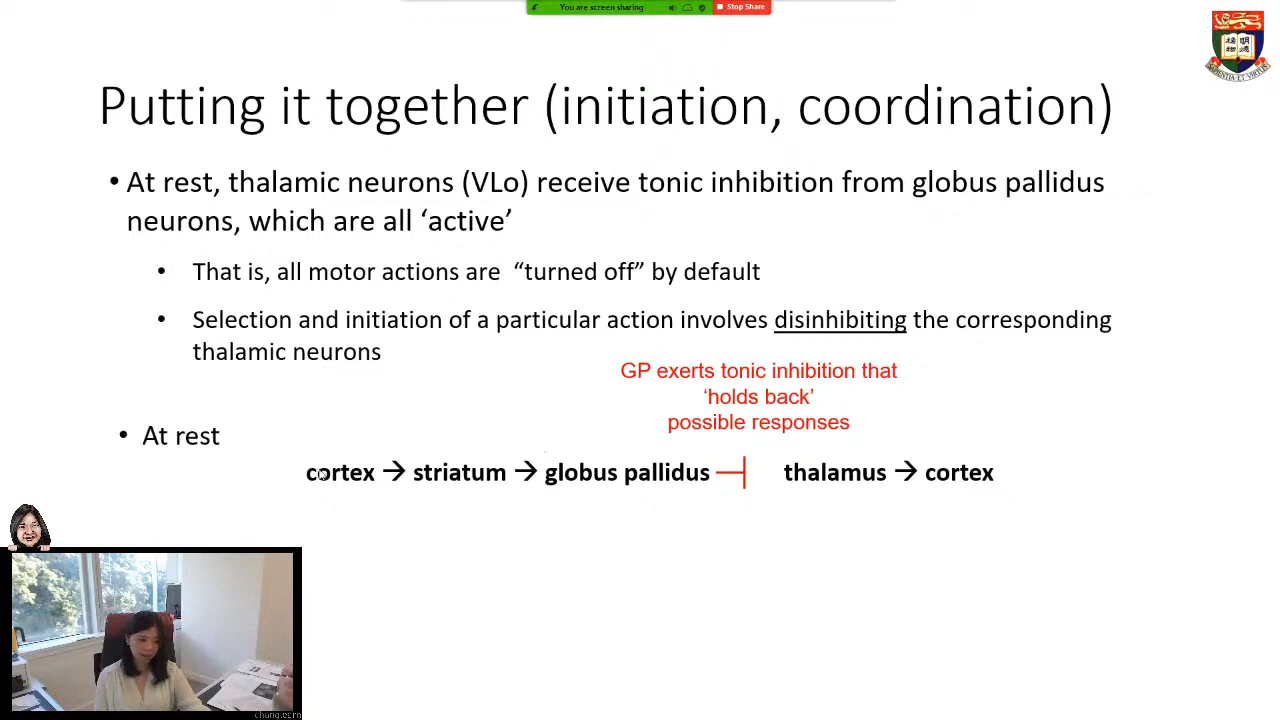 You are screen sharing
Stop Share
Putting it together (initiation, coordination)
• At rest, thalamic neurons (VLo) receive tonic inhibition from globus pallidus
neurons, which are all ‘active’
• That is, all motor actions are “turned off” by default
• Selection and initiation of a particular action involves disinhibiting the corresponding
thalamic neurons
GP exerts tonic inhibition that
‘holds back’
possible responses
• At rest
cortex → striatum → globus pallidus ⊣ thalamus → cortex